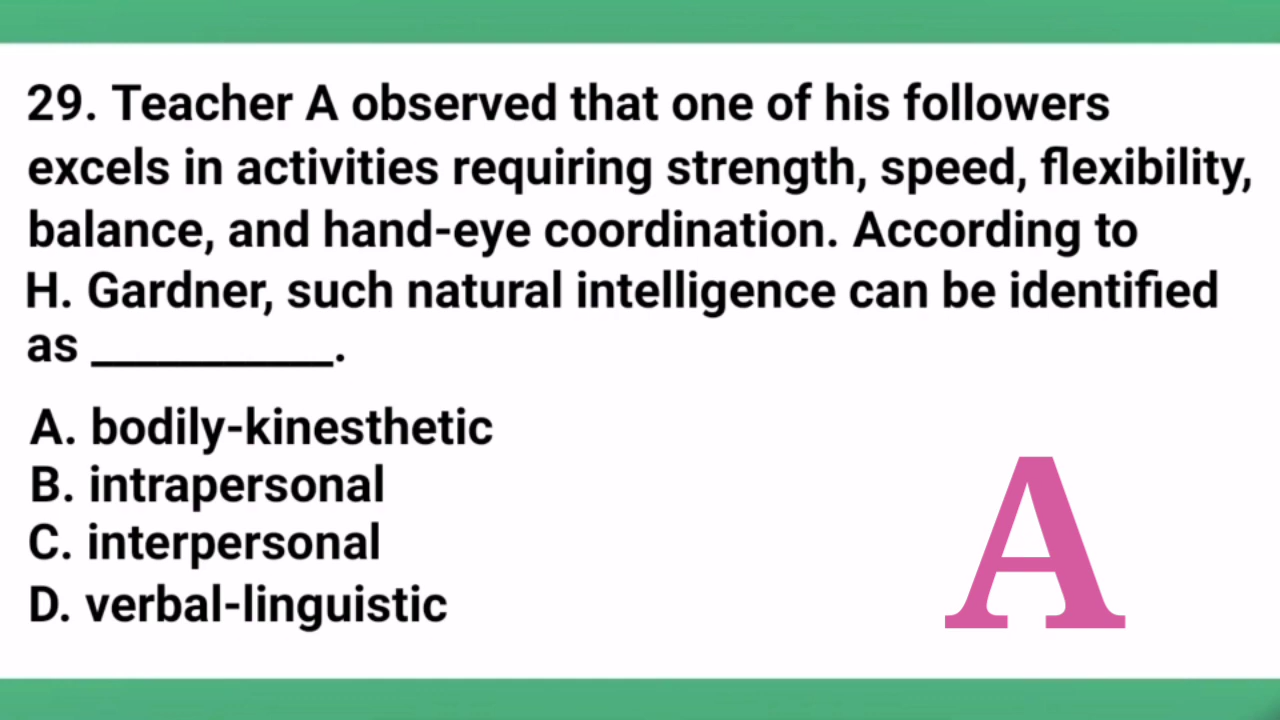 29. Teacher A observed that one of his followers
excels in activities requiring strength, speed, flexibility,
balance, and hand-eye coordination. According to
H. Gardner, such natural intelligence can be identified
as __________.
A. bodily-kinesthetic
B. intrapersonal
C. interpersonal
D. verbal-linguistic
A